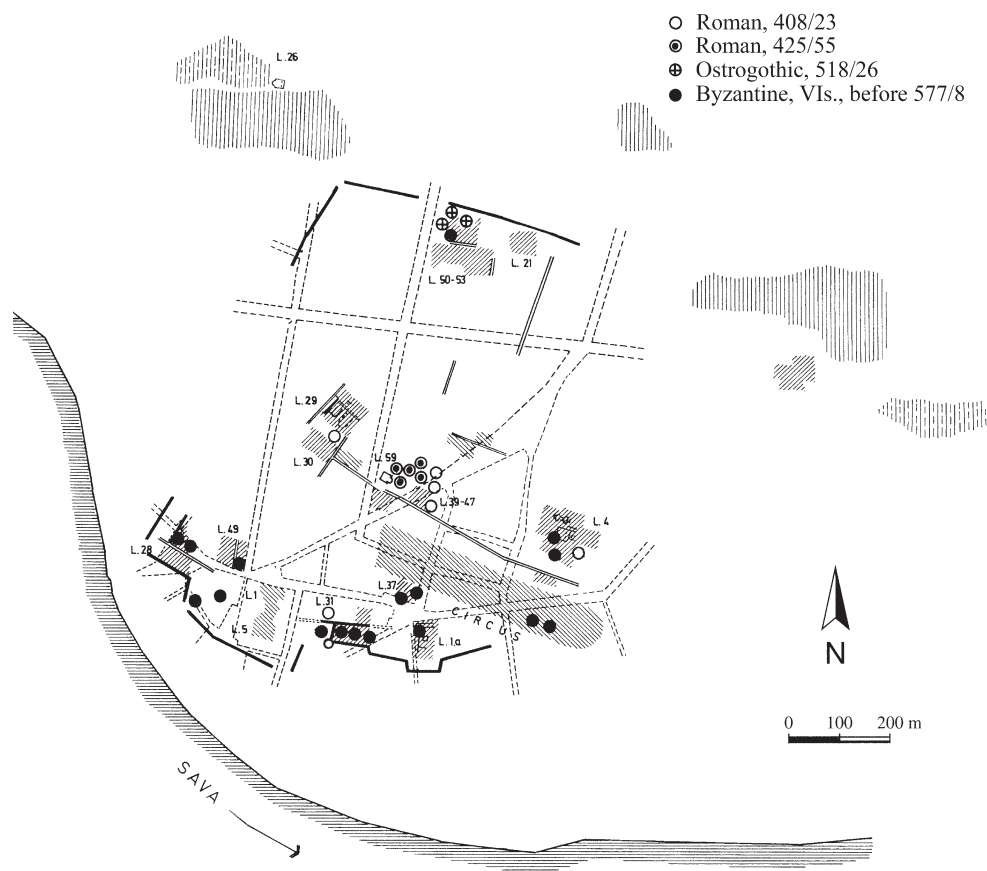 Roman, 408/23
Roman, 425/55
Ostrogothic, 518/26
Byzantine, VIs., before 577/8
L.26
L. 21
L. 50-53
L.29
L.30
L.59
L.39-47
L.4
L.28
L.49
L.1
L.5
L.31
L.37
CIRCUS
L.1.a
N
0 100 200 m
SAVA